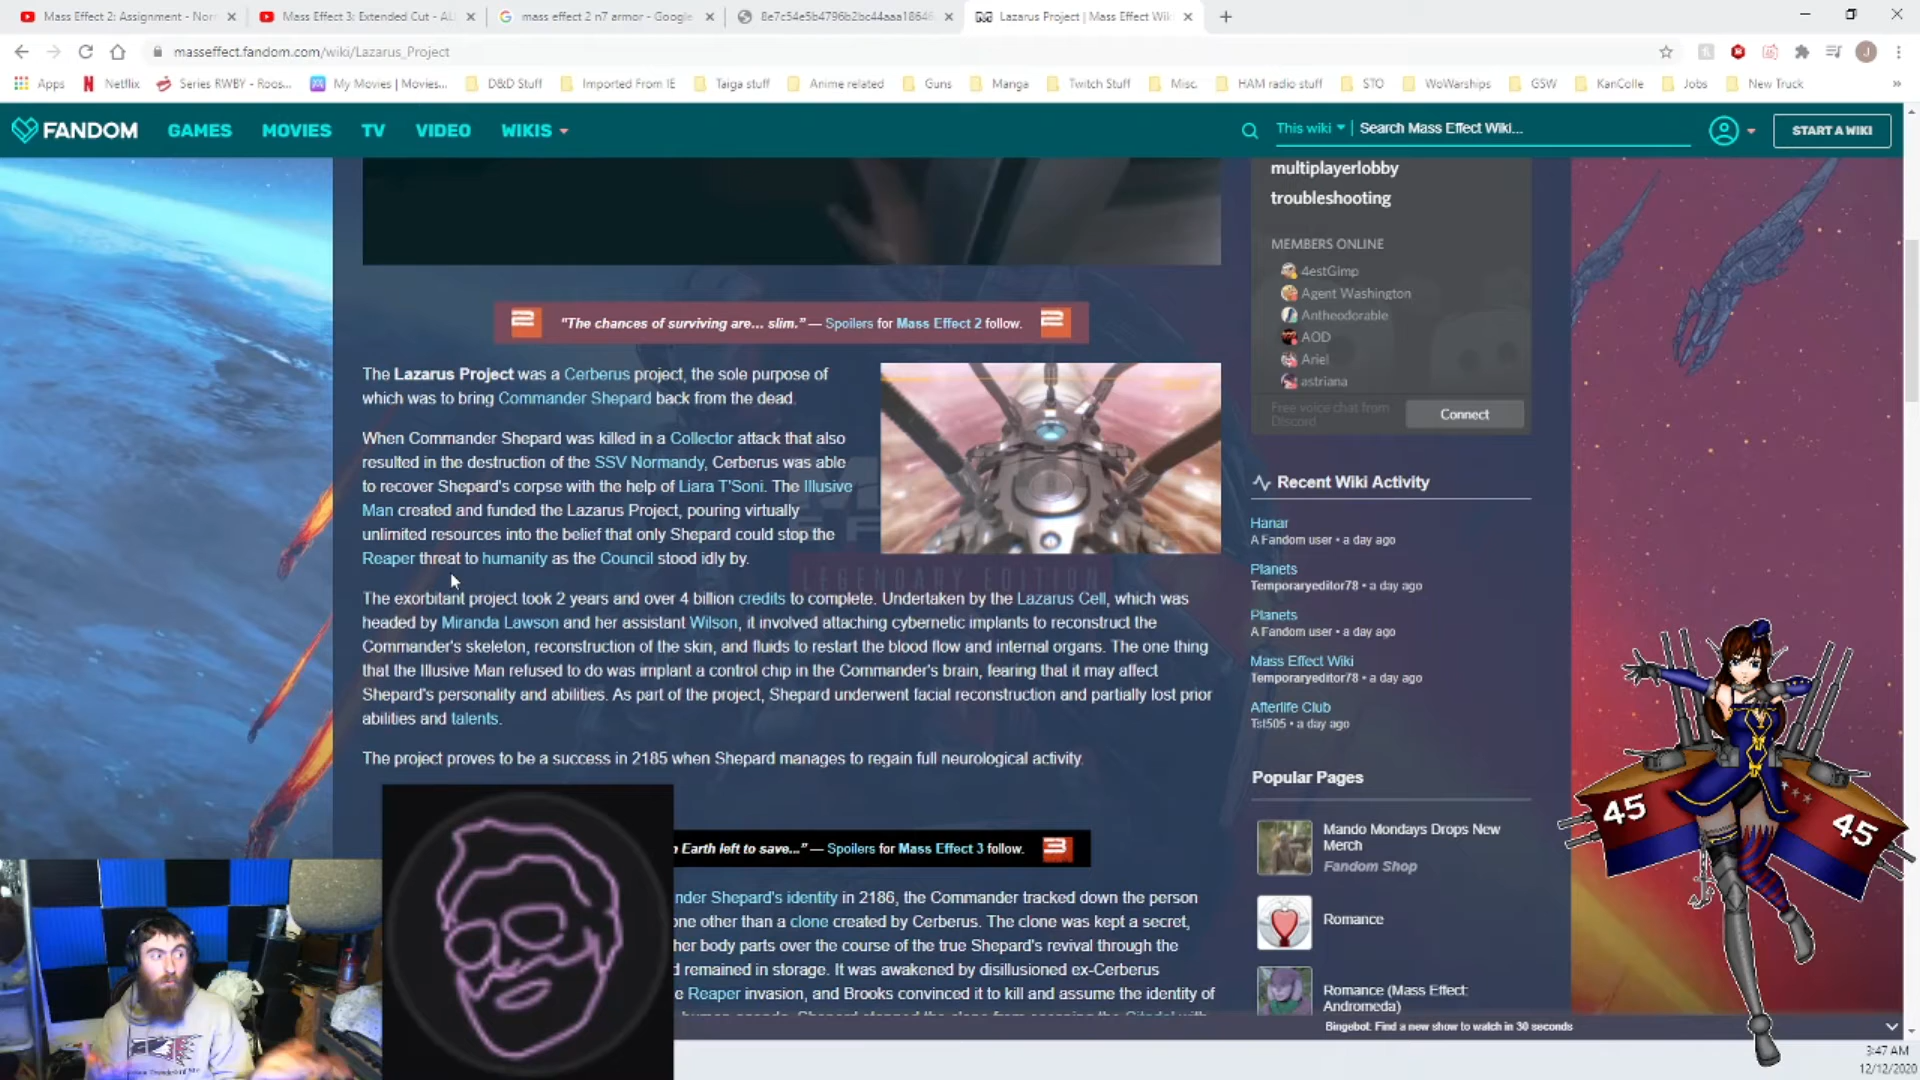 Mass Effect 2: Assignment - Nor
Mass Effect 3: Extended Cut - AL
mass effect 2 n7 armor - Google
8e7c54e5b4796b2bc44aaa18646
Lazarus Project | Mass Effect Wik
masseffect.fandom.com/wiki/Lazarus_Project
Apps
Netflix
Series RWBY - Roos...
My Movies | Movies...
D&D Stuff
Imported From IE
Taiga stuff
Anime related
Guns
Manga
Twitch Stuff
Misc.
HAM radio stuff
STO
WoWarships
GSW
KanColle
Jobs
New Truck
FANDOM
GAMES
MOVIES
TV
VIDEO
WIKIS
This wiki
Search Mass Effect Wiki...
START A WIKI
multiplayerlobby
troubleshooting
MEMBERS ONLINE
4estGimp
Agent Washington
Antheodorable
AOD
Ariel
astriana
Free voice chat from
Discord
Connect
2 "The chances of surviving are... slim." — Spoilers for Mass Effect 2 follow. 2
The Lazarus Project was a Cerberus project, the sole purpose of
which was to bring Commander Shepard back from the dead.
When Commander Shepard was killed in a Collector attack that also
resulted in the destruction of the SSV Normandy, Cerberus was able
to recover Shepard's corpse with the help of Liara T'Soni. The Illusive
Man created and funded the Lazarus Project, pouring virtually
unlimited resources into the belief that only Shepard could stop the
Reaper threat to humanity as the Council stood idly by.
LEGENDARY EDITION
The exorbitant project took 2 years and over 4 billion credits to complete. Undertaken by the Lazarus Cell, which was
headed by Miranda Lawson and her assistant Wilson, it involved attaching cybernetic implants to reconstruct the
Commander's skeleton, reconstruction of the skin, and fluids to restart the blood flow and internal organs. The one thing
that the Illusive Man refused to do was implant a control chip in the Commander's brain, fearing that it may affect
Shepard's personality and abilities. As part of the project, Shepard underwent facial reconstruction and partially lost prior
abilities and talents.
The project proves to be a success in 2185 when Shepard manages to regain full neurological activity.
Earth left to save..." — Spoilers for Mass Effect 3 follow. 3
nder Shepard's identity in 2186, the Commander tracked down the person
one other than a clone created by Cerberus. The clone was kept a secret,
her body parts over the course of the true Shepard's revival through the
d remained in storage. It was awakened by disillusioned ex-Cerberus
e Reaper invasion, and Brooks convinced it to kill and assume the identity of
Recent Wiki Activity
Hanar
A Fandom user • a day ago
Planets
Temporaryeditor78 • a day ago
Planets
A Fandom user • a day ago
Mass Effect Wiki
Temporaryeditor78 • a day ago
Afterlife Club
Tsl505 • a day ago
Popular Pages
Mando Mondays Drops New
Merch
Fandom Shop
Romance
Romance (Mass Effect:
Andromeda)
Bingebot: Find a new show to watch in 30 seconds
45
45
3:47 AM
12/12/2020